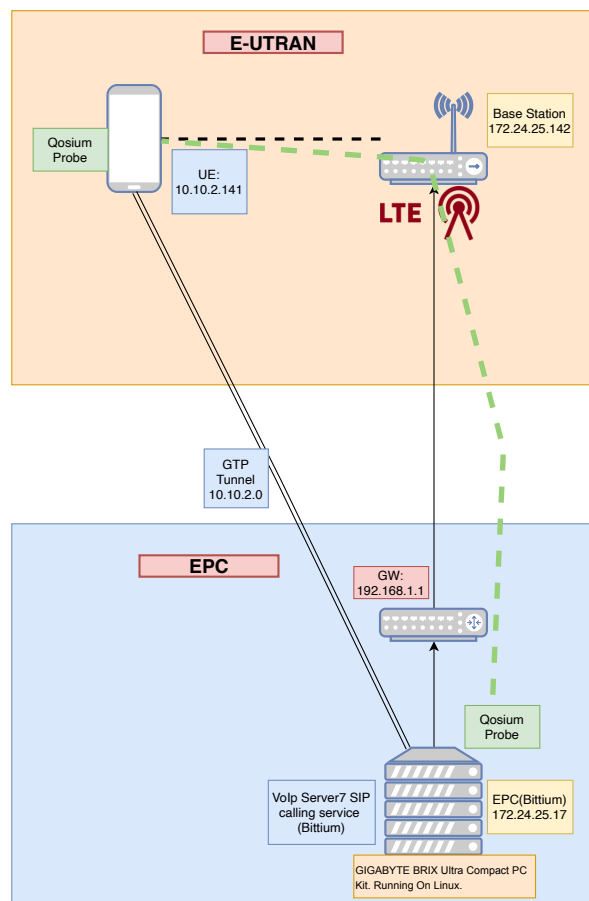 E-UTRAN
Qosium
Probe
UE:
10.10.2.141
Base Station
172.24.25.142
LTE
GTP
Tunnel
10.10.2.0
EPC
GW:
192.168.1.1
Qosium
Probe
VoIp Server7 SIP
calling service
(Bittium)
EPC(Bittium)
172.24.25.17
GIGABYTE BRIX Ultra Compact PC
Kit. Running On Linux.